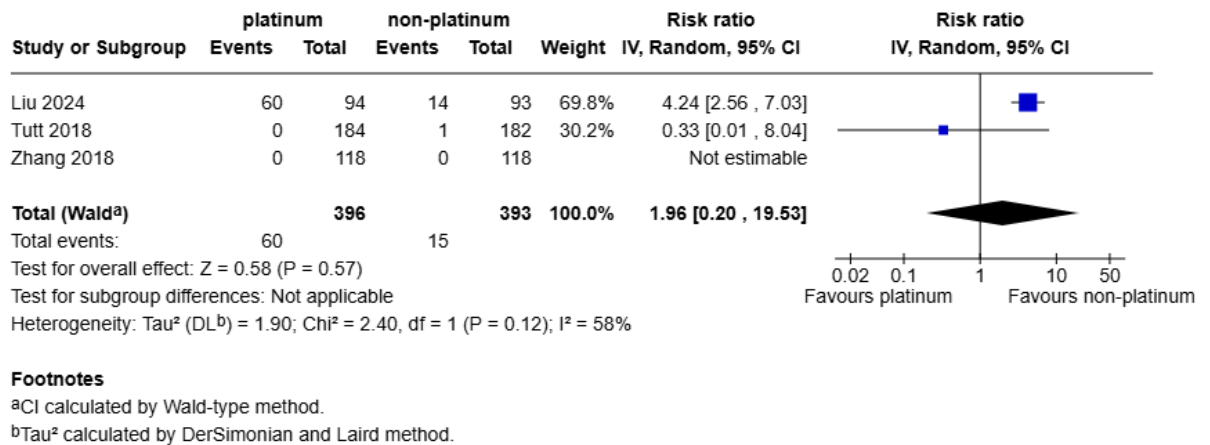 platinum non-platinum Risk ratio Risk ratio
Study or Subgroup Events Total Events Total Weight IV, Random, 95% CI IV, Random, 95% CI
Liu 2024 60 94 14 93 69.8% 4.24 [2.56 , 7.03]
Tutt 2018 0 184 1 182 30.2% 0.33 [0.01 , 8.04]
Zhang 2018 0 118 0 118 Not estimable
Total (Waldᵃ) 396 393 100.0% 1.96 [0.20 , 19.53]
Total events: 60 15
Test for overall effect: Z = 0.58 (P = 0.57)
Test for subgroup differences: Not applicable
Heterogeneity: Tau² (DLᵇ) = 1.90; Chi² = 2.40, df = 1 (P = 0.12); I² = 58%
0.02 0.1 1 10 50
Favours platinum Favours non-platinum
Footnotes
ᵃCI calculated by Wald-type method.
ᵇTau² calculated by DerSimonian and Laird method.